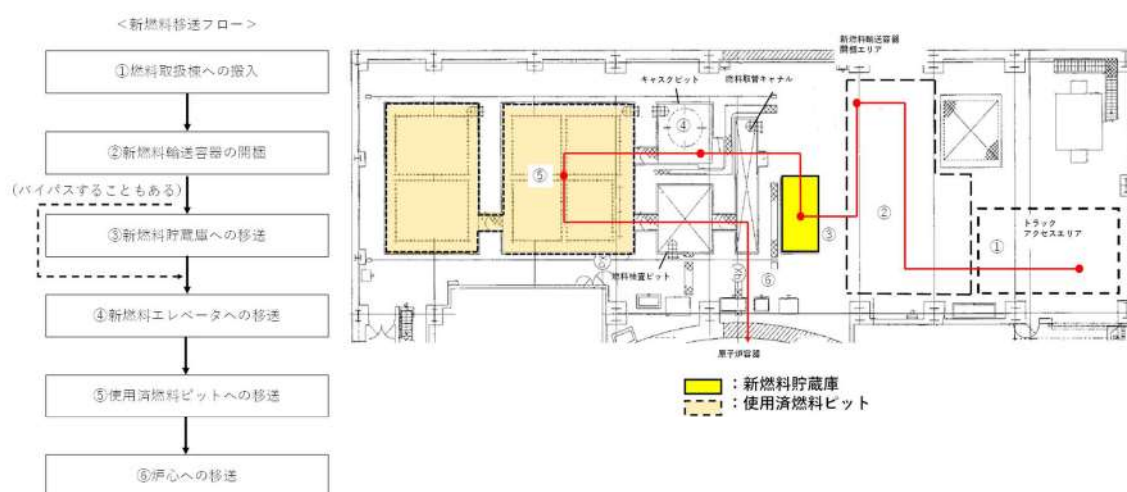 ＜新燃料移送フロー＞
①燃料取扱棟への搬入
②新燃料輸送容器の開梱
(バイパスすることもある)
③新燃料貯蔵庫への移送
④新燃料エレベータへの移送
⑤使用済燃料ピットへの移送
⑥炉心への移送
新燃料輸送容器
開梱エリア
キャスクピット
燃料取替キャナル
④
⑤
③
②
①
トラック
アクセスエリア
燃料検査ピット
⑥
原子炉容器
：新燃料貯蔵庫
：使用済燃料ピット